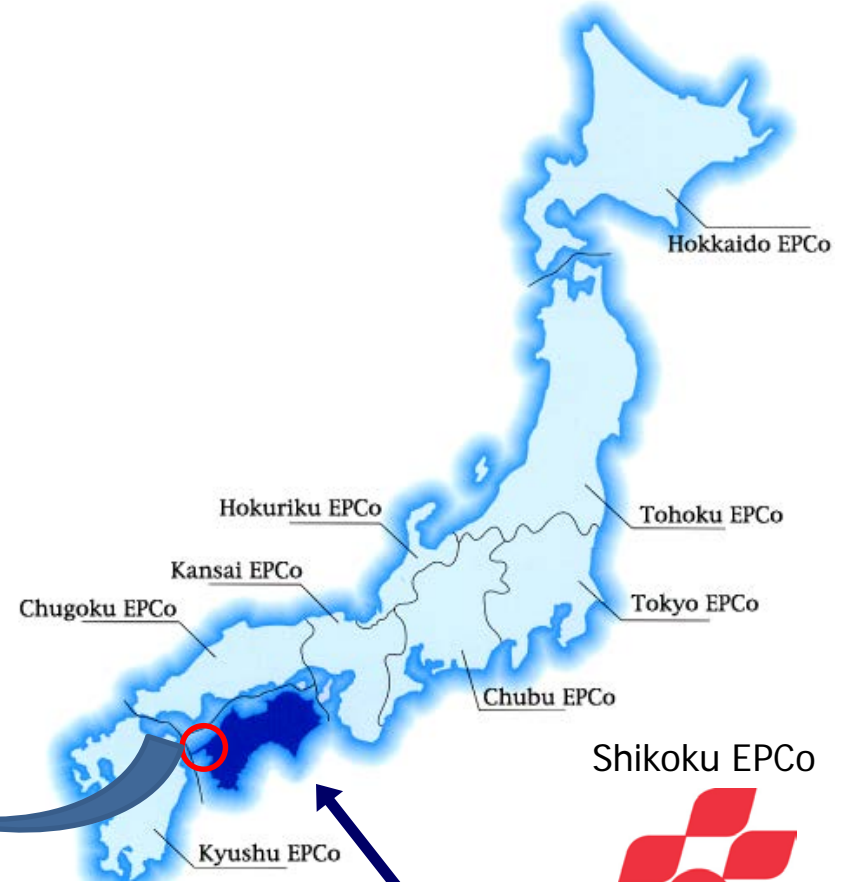 Hokkaido EPCo
Hokuriku EPCo
Tohoku EPCo
Kansai EPCo
Chugoku EPCo
Tokyo EPCo
Chubu EPCo
Shikoku EPCo
Kyushu EPCo